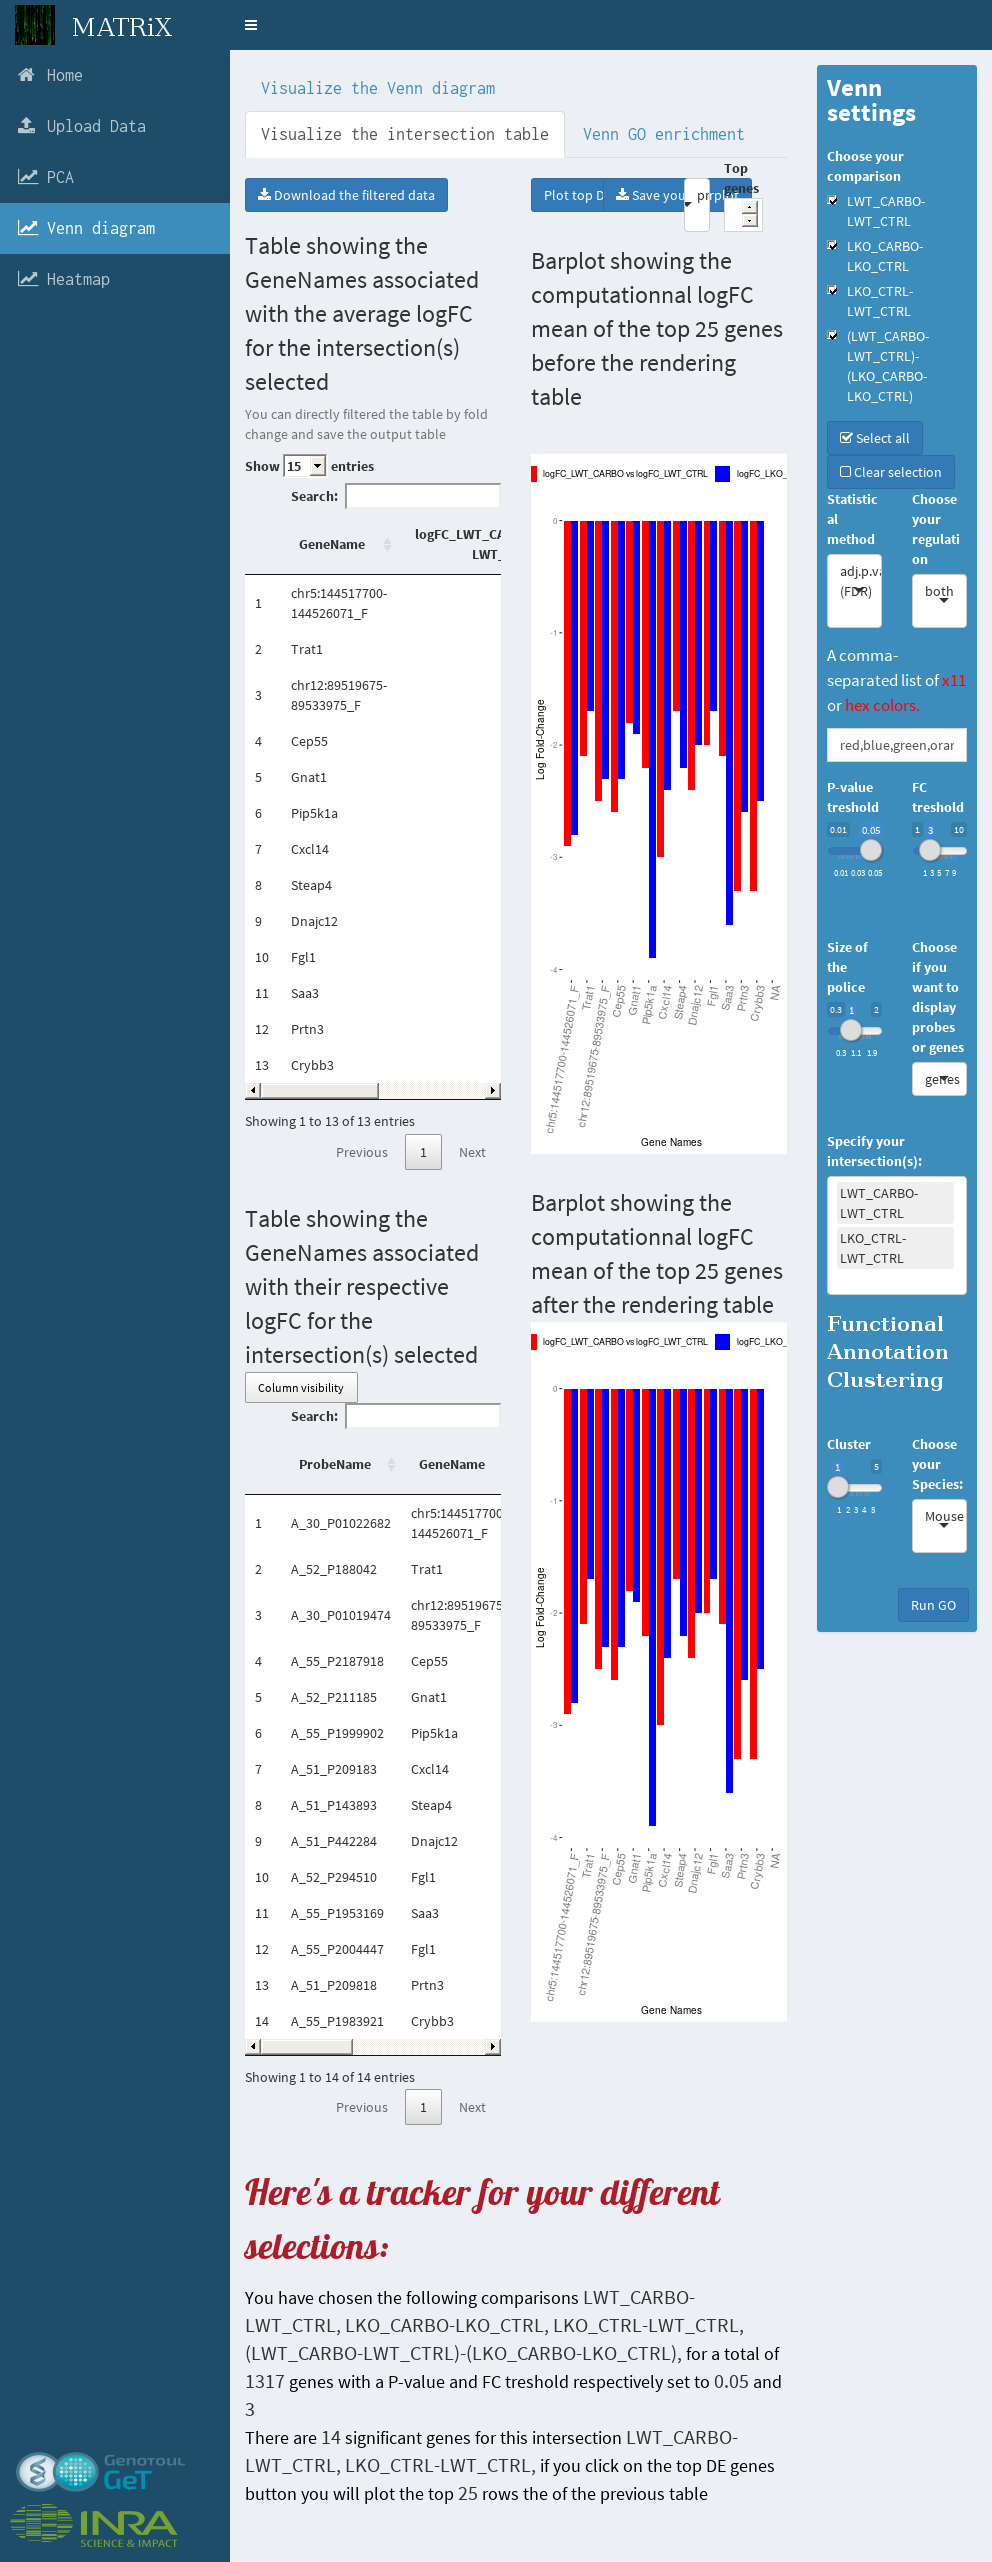 MATRiX
Home
Upload Data
PCA
Venn diagram
Heatmap
Visualize the Venn diagram
Visualize the intersection table
Venn GO enrichment
Download the filtered data
Plot top D
Save your
Top
genes
Table showing the
GeneNames associated
with the average logFC
for the intersection(s)
selected
You can directly filtered the table by fold
change and save the output table
Show 15 entries
Search:
GeneName
logFC_LWT_CA
LWT_
1 chr5:144517700-
144526071_F
2 Trat1
3 chr12:89519675-
89533975_F
4 Cep55
5 Gnat1
6 Pip5k1a
7 Cxcl14
8 Steap4
9 Dnajc12
10 Fgl1
11 Saa3
12 Prtn3
13 Crybb3
Showing 1 to 13 of 13 entries
Previous 1 Next
Barplot showing the
computationnal logFC
mean of the top 25 genes
before the rendering
table
logFC_LWT_CARBO vs logFC_LWT_CTRL
logFC_LKO_
0
-1
-2
-3
-4
Log Fold-Change
chr5:144517700-144526071_F
Trat1
chr12:89519675-89533975_F
Cep55
Gnat1
Pip5k1a
Cxcl14
Steap4
Dnajc12
Fgl1
Saa3
Prtn3
Crybb3
NA
Gene Names
Table showing the
GeneNames associated
with their respective
logFC for the
intersection(s) selected
Column visibility
Search:
ProbeName GeneName
1 A_30_P01022682 chr5:144517700
144526071_F
2 A_52_P188042 Trat1
3 A_30_P01019474 chr12:89519675
89533975_F
4 A_55_P2187918 Cep55
5 A_52_P211185 Gnat1
6 A_55_P1999902 Pip5k1a
7 A_51_P209183 Cxcl14
8 A_51_P143893 Steap4
9 A_51_P442284 Dnajc12
10 A_52_P294510 Fgl1
11 A_55_P1953169 Saa3
12 A_55_P2004447 Fgl1
13 A_51_P209818 Prtn3
14 A_55_P1983921 Crybb3
Showing 1 to 14 of 14 entries
Previous 1 Next
Barplot showing the
computationnal logFC
mean of the top 25 genes
after the rendering table
logFC_LWT_CARBO vs logFC_LWT_CTRL
logFC_LKO_
0
-1
-2
-3
-4
Log Fold-Change
chr5:144517700-144526071_F
Trat1
chr12:89519675-89533975_F
Cep55
Gnat1
Pip5k1a
Cxcl14
Steap4
Dnajc12
Fgl1
Saa3
Prtn3
Crybb3
NA
Gene Names
Here's a tracker for your different
selections:
You have chosen the following comparisons LWT_CARBO-
LWT_CTRL, LKO_CARBO-LKO_CTRL, LKO_CTRL-LWT_CTRL,
(LWT_CARBO-LWT_CTRL)-(LKO_CARBO-LKO_CTRL), for a total of
1317 genes with a P-value and FC treshold respectively set to 0.05 and
3
There are 14 significant genes for this intersection LWT_CARBO-
LWT_CTRL, LKO_CTRL-LWT_CTRL, if you click on the top DE genes
button you will plot the top 25 rows the of the previous table
Venn
settings
Choose your
comparison
LWT_CARBO-
LWT_CTRL
LKO_CARBO-
LKO_CTRL
LKO_CTRL-
LWT_CTRL
(LWT_CARBO-
LWT_CTRL)-
(LKO_CARBO-
LKO_CTRL)
Select all
Clear selection
Statistic
al
method
adj.p.va
(FDR)
Choose
your
regulati
on
both
A comma-
separated list of x11
or hex colors.
red,blue,green,orar
P-value
treshold
0.01 0.05
0.01 0.03 0.05
FC
treshold
1 3 10
1 3 5 7 9
Size of
the
police
0.3 1 2
0.3 1.1 1.9
Choose
if you
want to
display
probes
or genes
genes
Specify your
intersection(s):
LWT_CARBO-
LWT_CTRL
LKO_CTRL-
LWT_CTRL
Functional
Annotation
Clustering
Cluster
1 5
1 2 3 4 5
Choose
your
Species:
Mouse
Run GO
GENOTOUL
GeT
INRA
SCIENCE & IMPACT